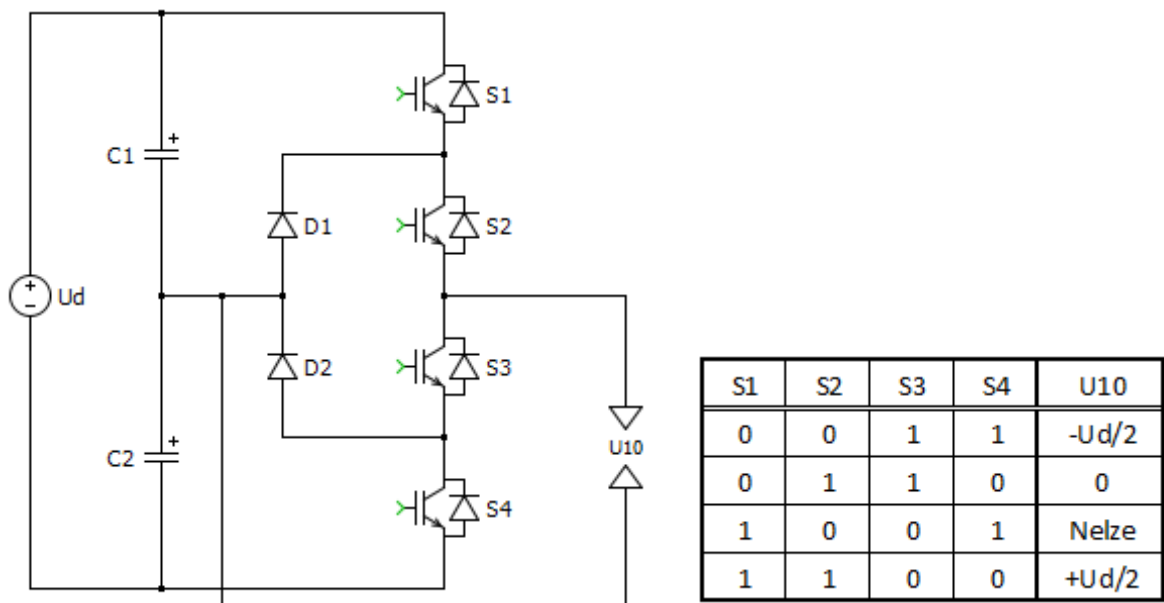 S1
C1
+
S2
D1
+
−
Ud
D2
S3
C2
+
U10
S4
S1 S2 S3 S4 U10
0 0 1 1 -Ud/2
0 1 1 0 0
1 0 0 1 Nelze
1 1 0 0 +Ud/2